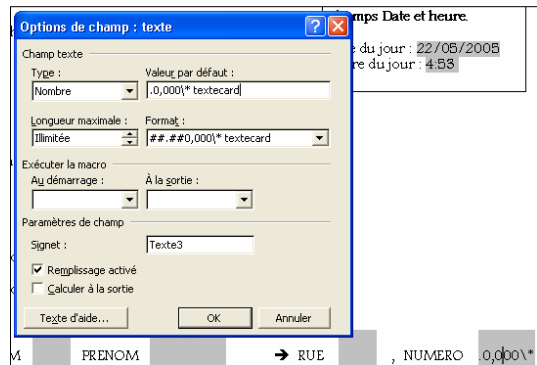 Options de champ : texte
amps Date et heure.
Champ texte
e du jour : 22/05/2005
re du jour : 4:53
Type : Valeur par défaut :
Nombre .0,000\* textecard
Longueur maximale : Format :
Illimitée ##.##0,000\* textecard
Exécuter la macro
Au démarrage : À la sortie :
Paramètres de champ
Signet : Texte3
Remplissage activé
Calculer à la sortie
Texte d'aide... OK Annuler
M PRENOM ➔ RUE , NUMERO .0,000\*